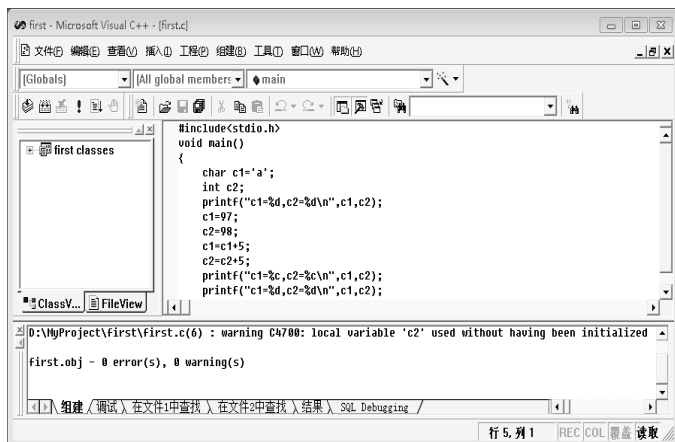 first - Microsoft Visual C++ - [first.c]
文件(F) 编辑(E) 查看(V) 插入(I) 工程(P) 组建(B) 工具(T) 窗口(W) 帮助(H)
(Globals) (All global members main
#include<stdio.h>
void main()
{
char c1='a';
int c2;
printf("c1=%d,c2=%d\n",c1,c2);
c1=97;
c2=98;
c1=c1+5;
c2=c2+5;
printf("c1=%c,c2=%c\n",c1,c2);
printf("c1=%d,c2=%d\n",c1,c2);
first classes
ClassV... FileView
D:\MyProject\first\first.c(6) : warning C4700: local variable 'c2' used without having been initialized
first.obj - 0 error(s), 0 warning(s)
组建 调试 在文件1中查找 在文件2中查找 结果 SQL Debugging
行 5, 列 1 REC COL 覆盖 读取